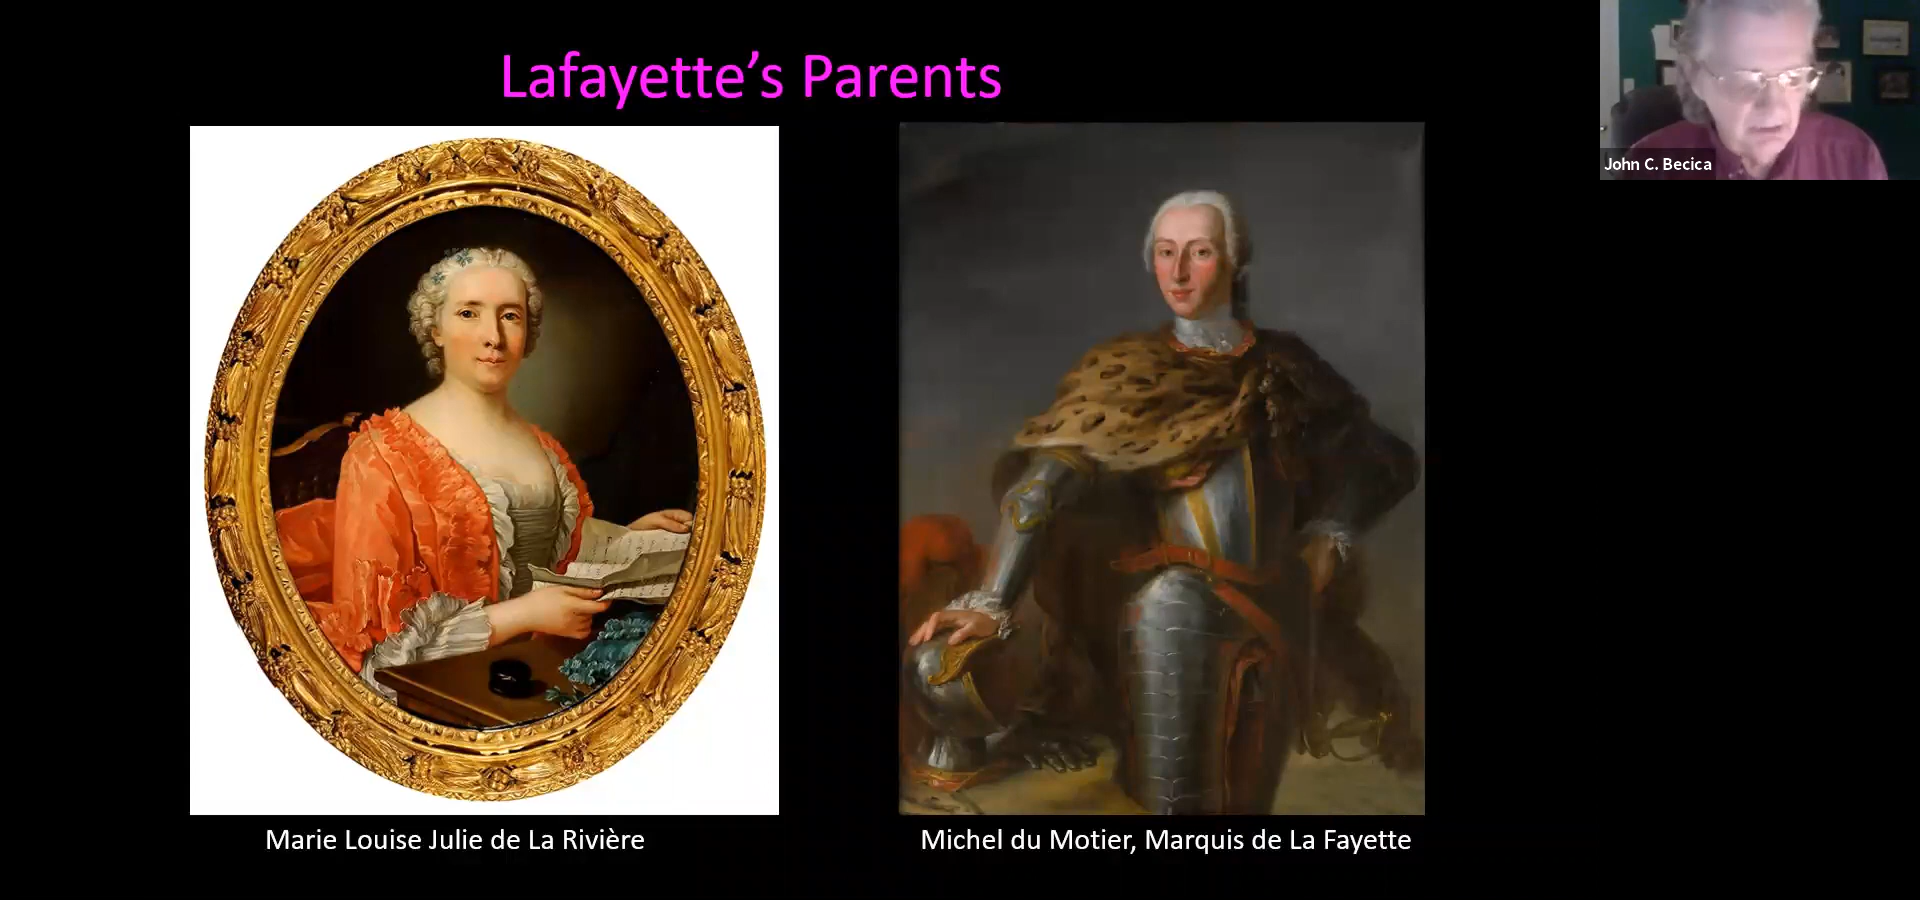 Lafayette’s Parents
John C. Becica
Marie Louise Julie de La Rivière
Michel du Motier, Marquis de La Fayette